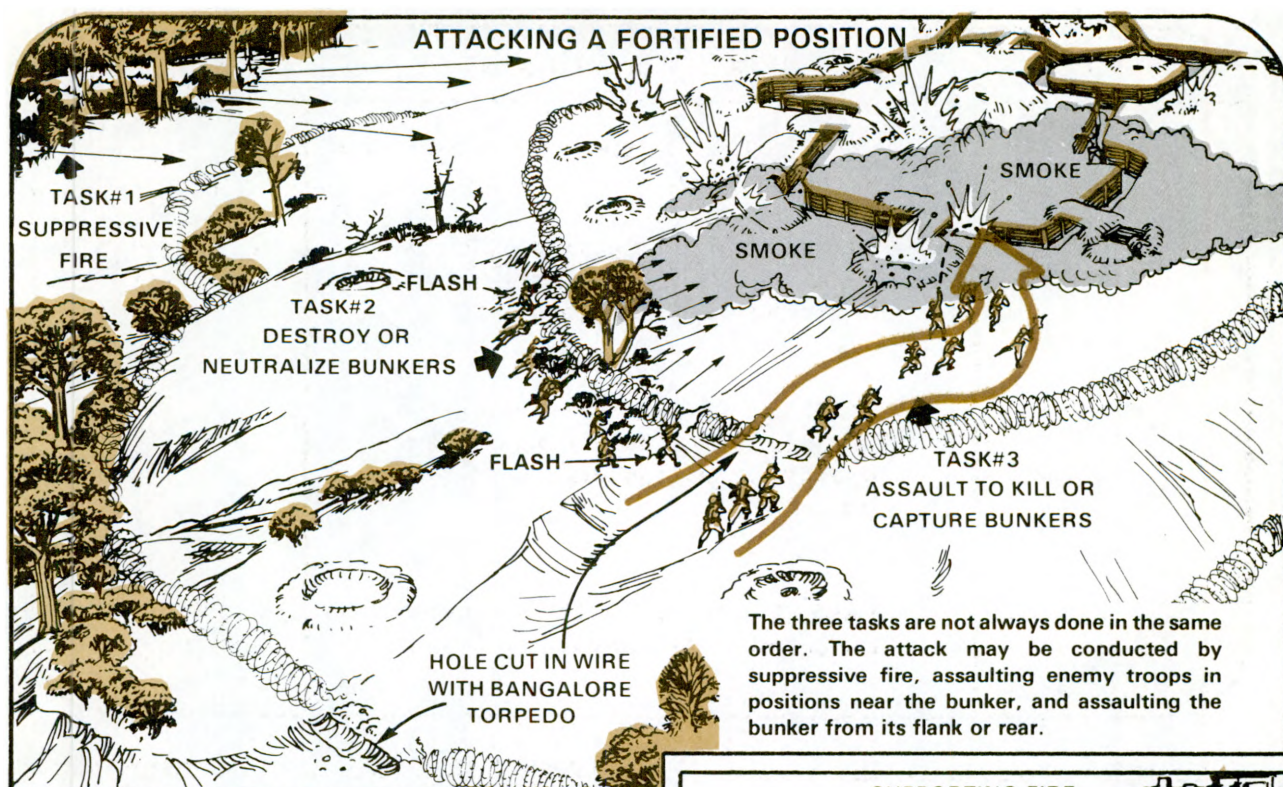 ATTACKING A FORTIFIED POSITION
TASK#1
SUPPRESSIVE
FIRE
SMOKE
SMOKE
FLASH
TASK#2
DESTROY OR
NEUTRALIZE BUNKERS
FLASH
TASK#3
ASSAULT TO KILL OR
CAPTURE BUNKERS
HOLE CUT IN WIRE
WITH BANGALORE
TORPEDO
The three tasks are not always done in the same
order. The attack may be conducted by
suppressive fire, assaulting enemy troops in
positions near the bunker, and assaulting the
bunker from its flank or rear.
SUPPORTING FIRE